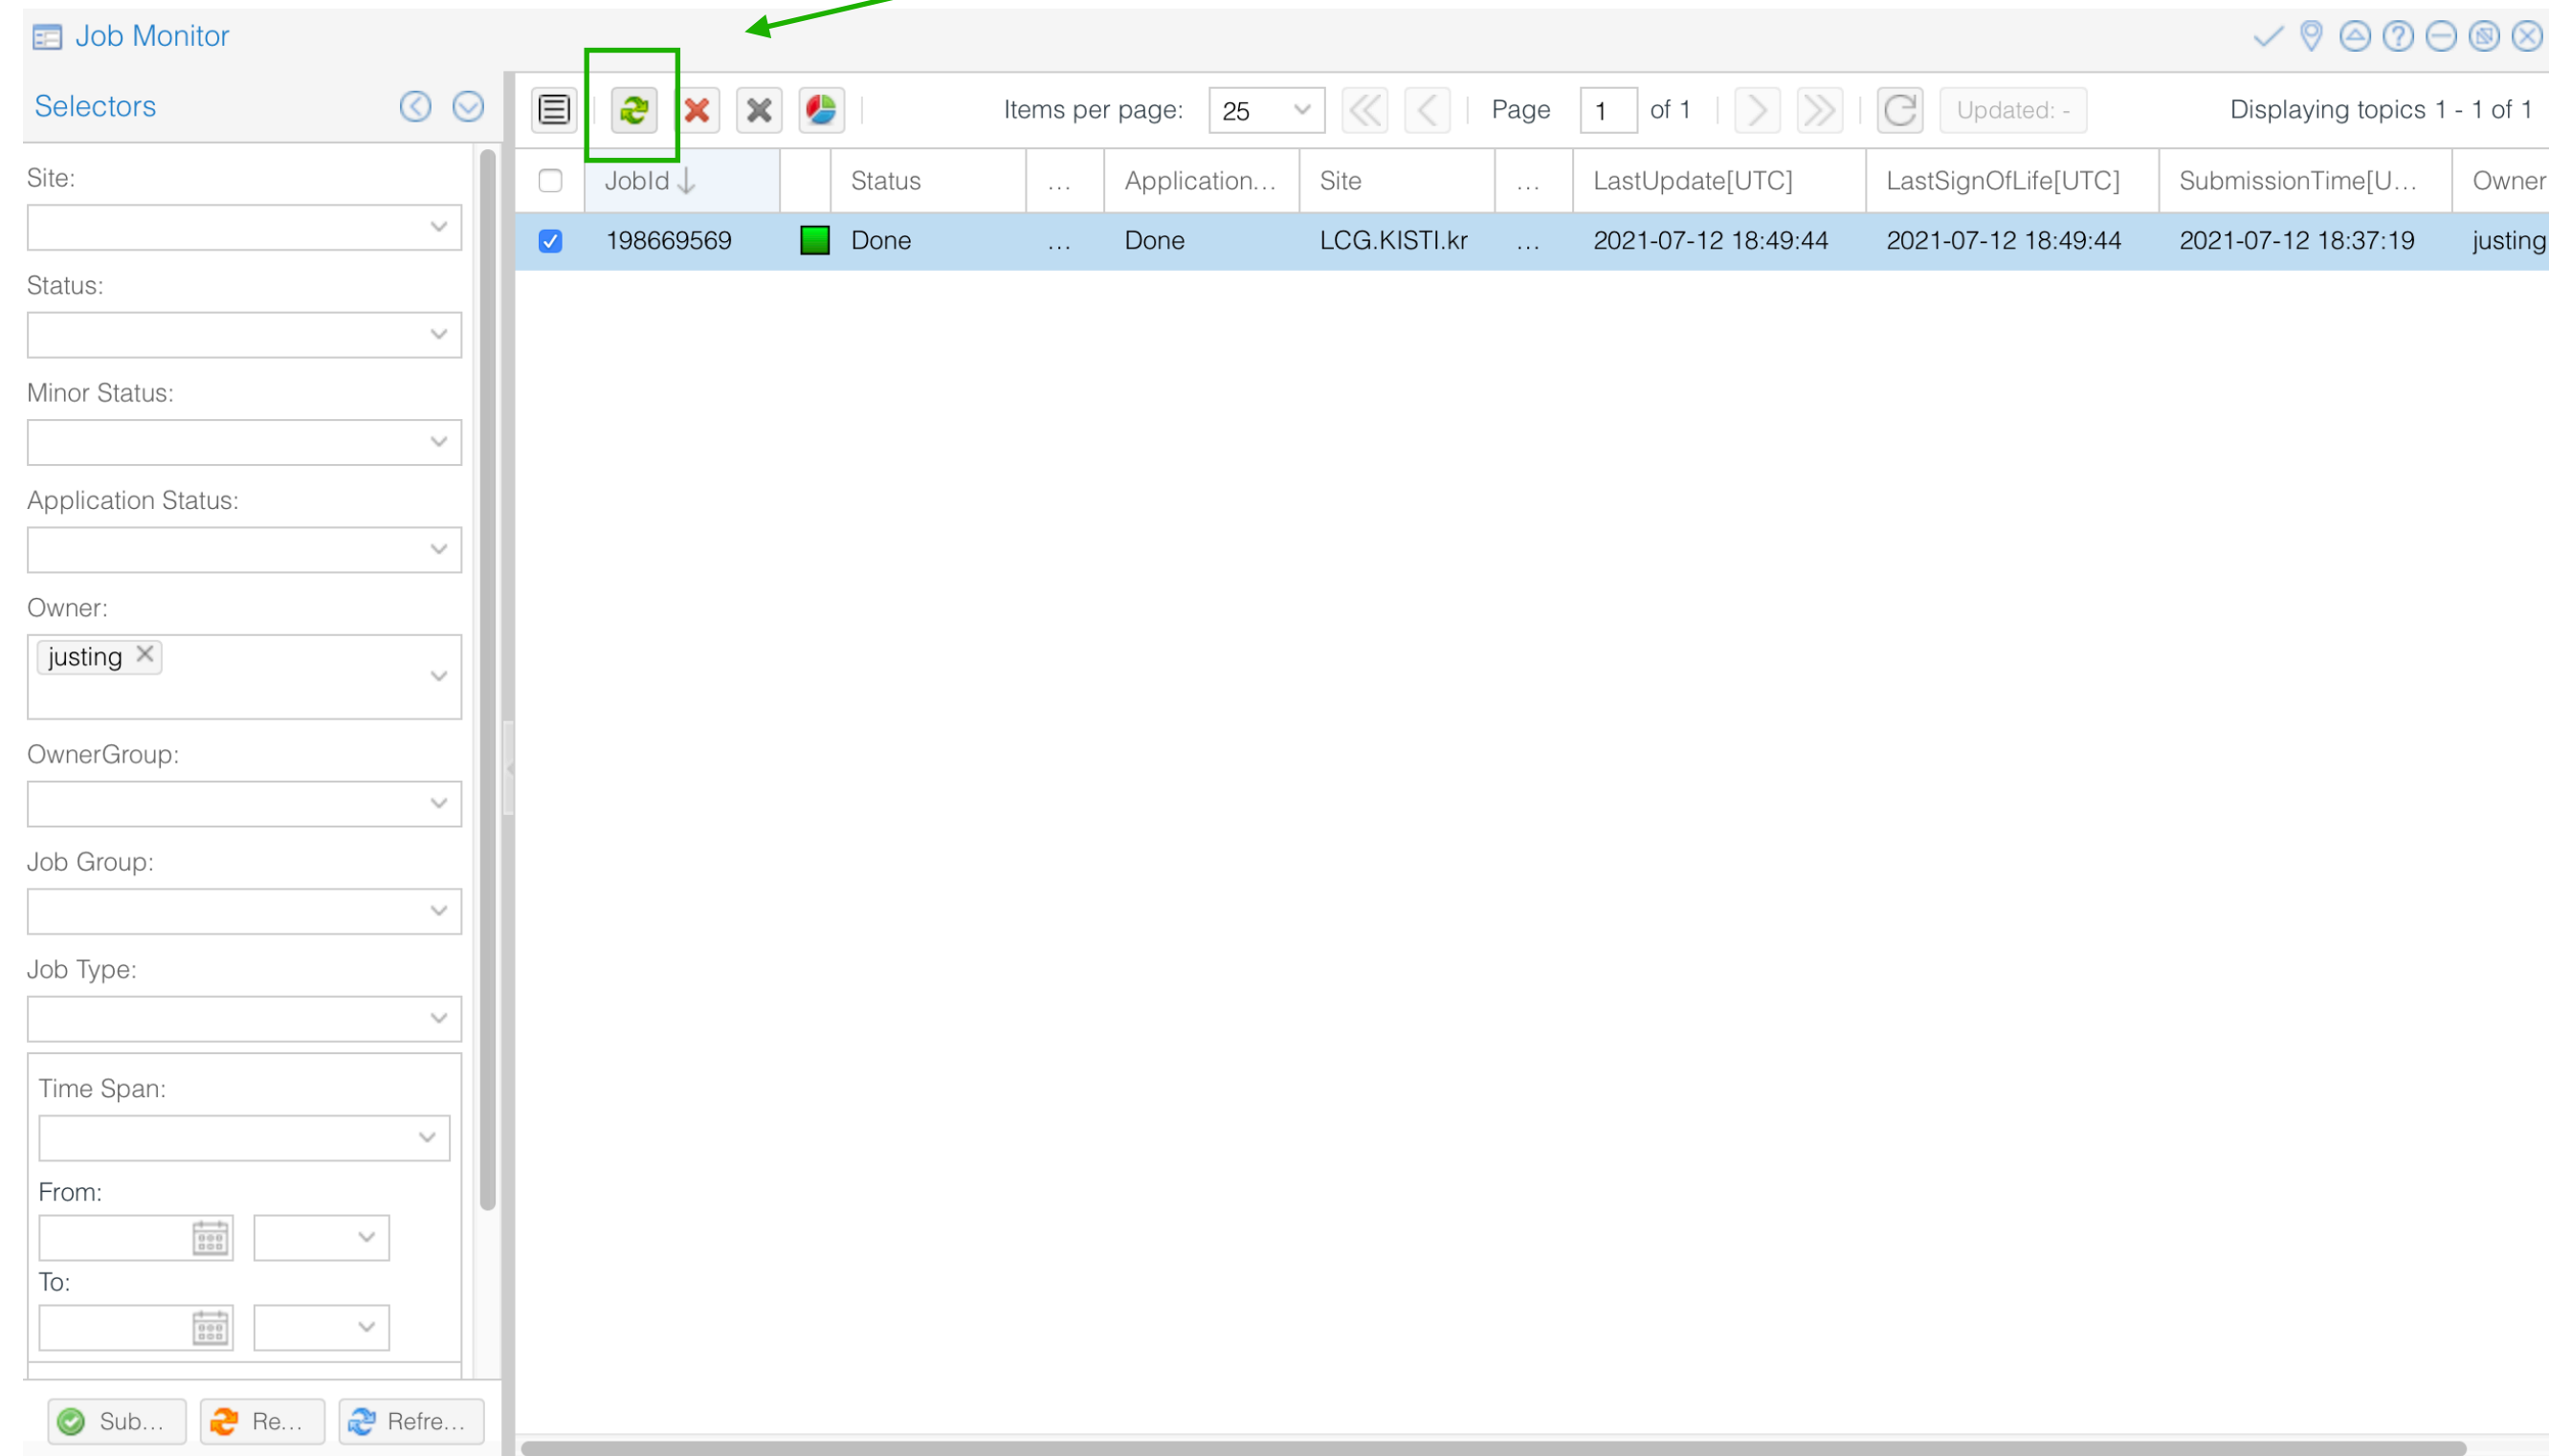 Job Monitor
Selectors
Items per page: 25 Page 1 of 1 Updated: - Displaying topics 1 - 1 of 1
JobId Status ... Application... Site ... LastUpdate[UTC] LastSignOfLife[UTC] SubmissionTime[U... Owner
198669569 Done ... Done LCG.KISTI.kr ... 2021-07-12 18:49:44 2021-07-12 18:49:44 2021-07-12 18:37:19 justing
Site:
Status:
Minor Status:
Application Status:
Owner:
justing
OwnerGroup:
Job Group:
Job Type:
Time Span:
From:
To:
Sub... Re... Refre...